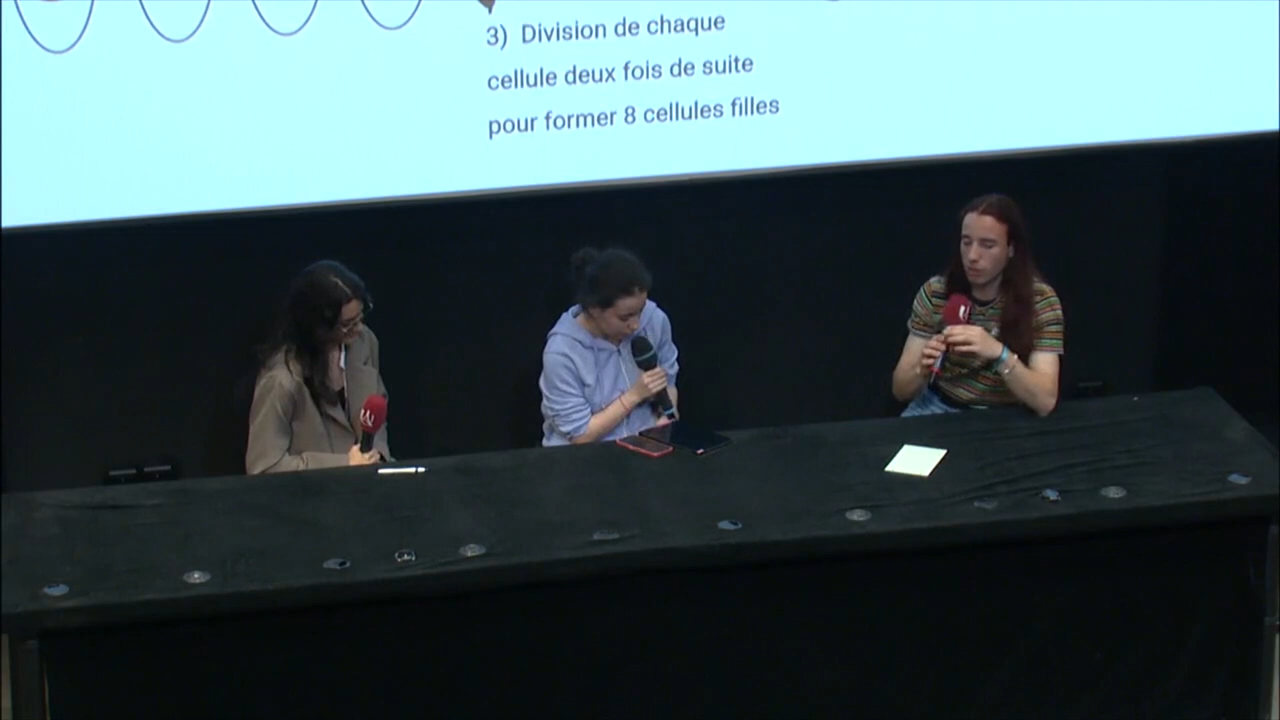 3) Division de chaque
cellule deux fois de suite
pour former 8 cellules filles